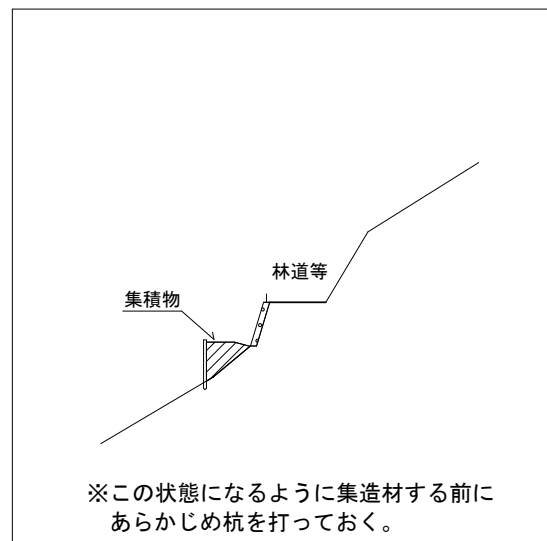 林道等
集積物
※この状態になるように集造材する前に
あらかじめ杭を打っておく。